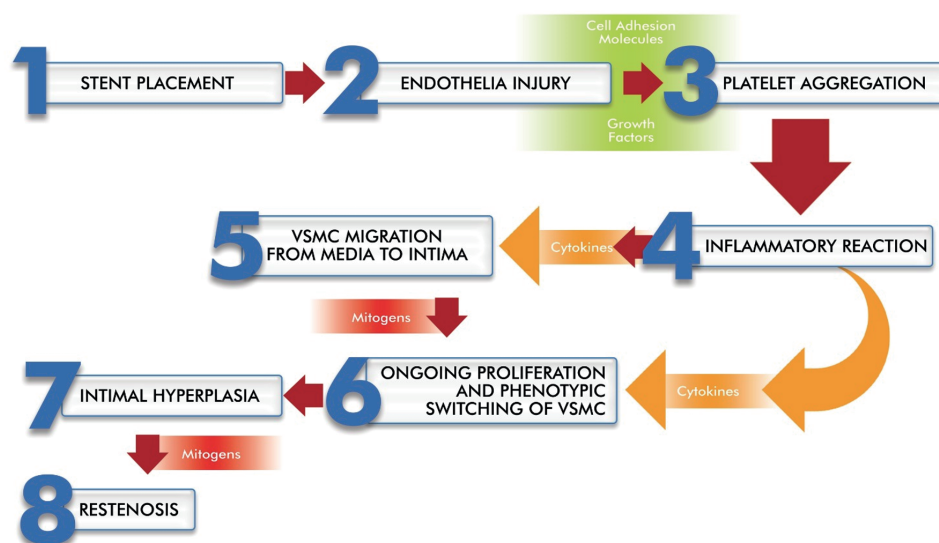 1 STENT PLACEMENT
2 ENDOTHELIA INJURY
Cell Adhesion
Molecules
Growth
Factors
3 PLATELET AGGREGATION
4 INFLAMMATORY REACTION
Cytokines
5 VSMC MIGRATION
FROM MEDIA TO INTIMA
Mitogens
6 ONGOING PROLIFERATION
AND PHENOTYPIC
SWITCHING OF VSMC
Cytokines
7 INTIMAL HYPERPLASIA
Mitogens
8 RESTENOSIS